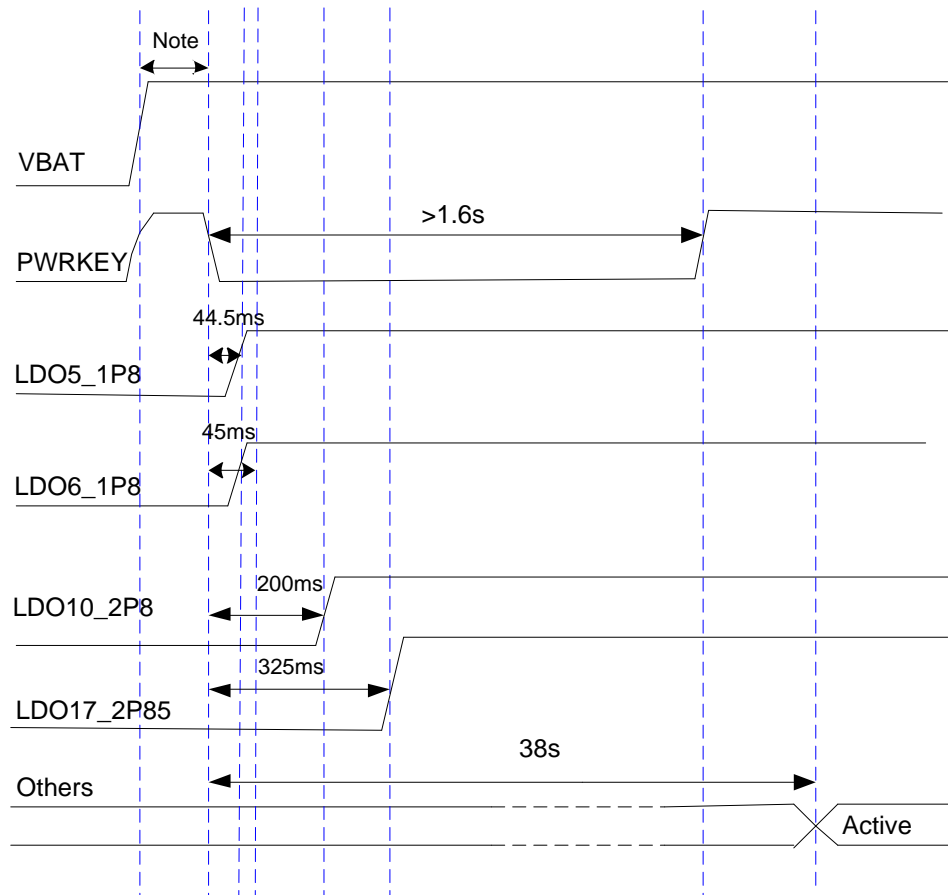 Note
VBAT
>1.6s
PWRKEY
44.5ms
LDO5_1P8
45ms
LDO6_1P8
200ms
LDO10_2P8
325ms
LDO17_2P85
38s
Others
Active